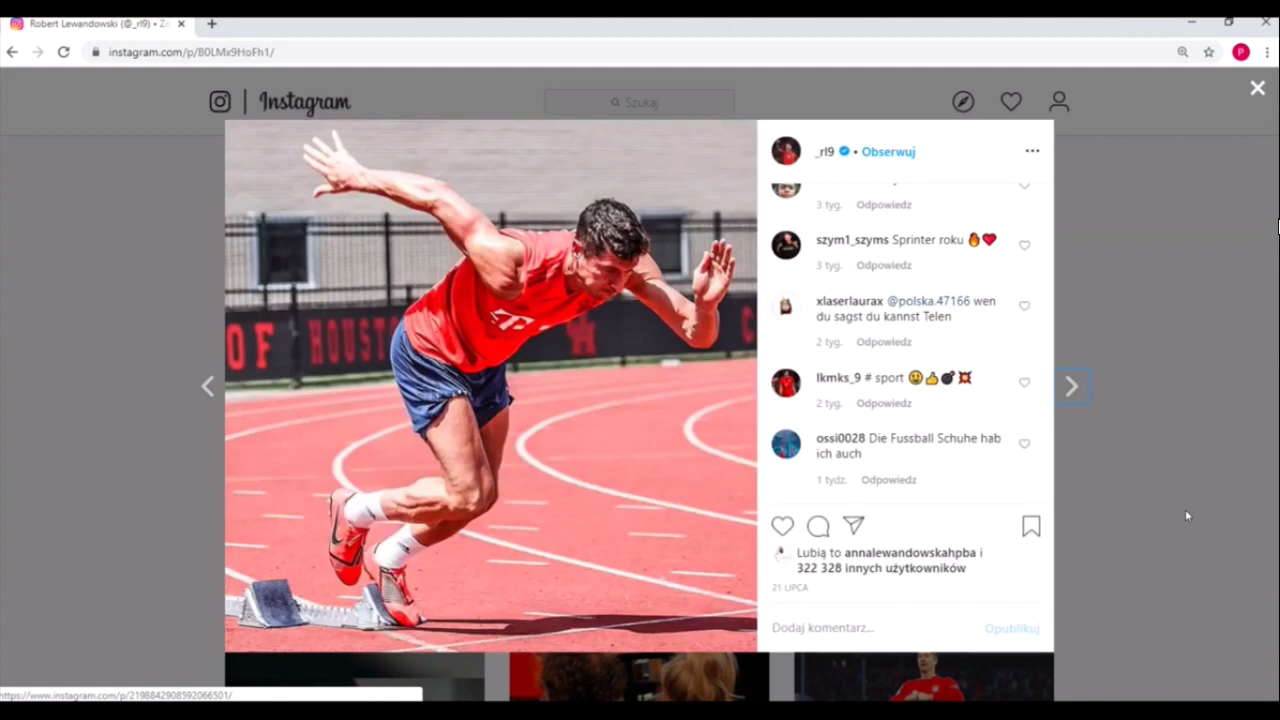 Robert Lewandowski (@_rl9) • Z
instagram.com/p/B0LMx9HoFh1/
P
Instagram
Szukaj
_rl9 • Obserwuj
3 tyg. Odpowiedz
szym1_szyms Sprinter roku 🔥❤️
3 tyg. Odpowiedz
xlaserlaurax @polska.47166 wen
du sagst du kannst Telen
2 tyg. Odpowiedz
lkmks_9 # sport 😃👍💣💥
2 tyg. Odpowiedz
ossi0028 Die Fussball Schuhe hab
ich auch
1 tydz. Odpowiedz
Lubią to annalewandowskahpba i
322 328 innych użytkowników
21 LIPCA
Dodaj komentarz...
Opublikuj
OF HOUST
T
https://www.instagram.com/p/2198842908592066501/